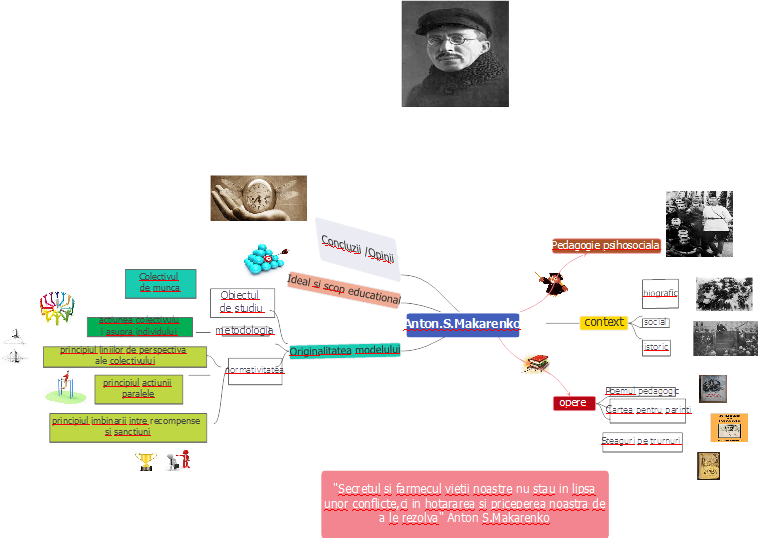 Concluzii /Opinii
Ideal si scop educational
Colectivul
de munca
Obiectul
de studiu
actiunea colectivulu
i asupra individului
metodologia
principiul liniilor de perspectiva
ale colectivului
principiul actiunii
paralele
principiul imbinarii intre recompense
si sanctiuni
normativitatea
Originalitatea modelului
Anton.S.Makarenko
Pedagogie psihosociala
context
biografic
social
istoric
opere
Poemul pedagogic
Cartea pentru parinti
Steaguri pe turnuri
"Secretul si farmecul vietii noastre nu stau in lipsa
unor conflicte,ci in hotararea si priceperea noastra de
a le rezolva" Anton S.Makarenko